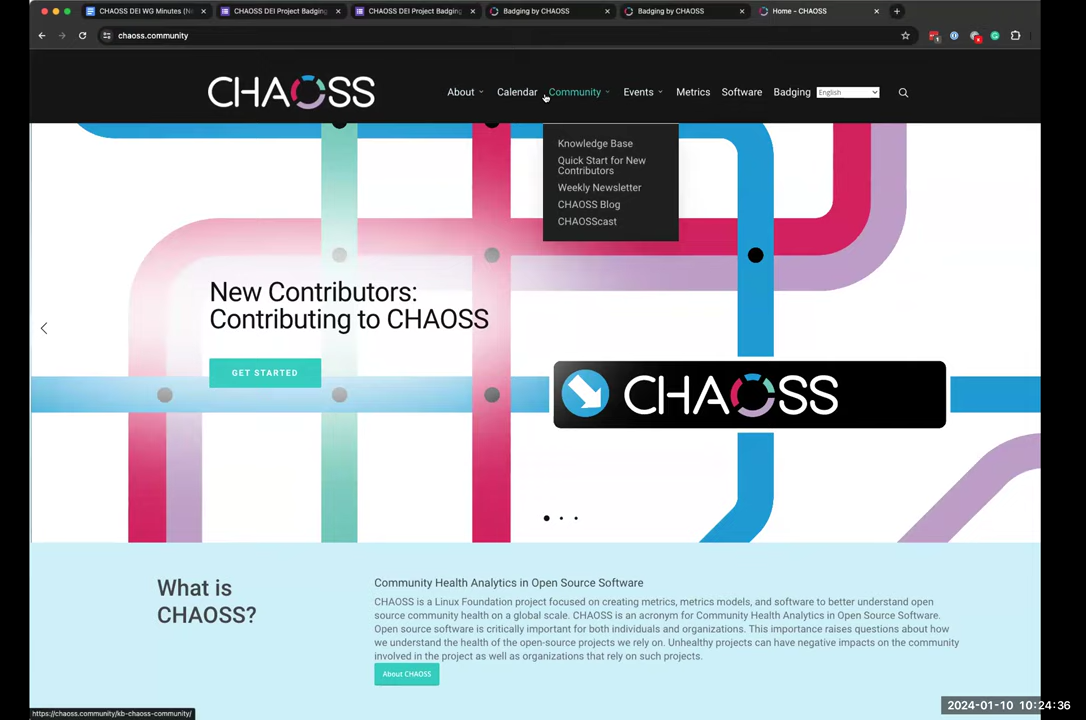 CHAOSS DEI WG Minutes (N
CHAOSS DEI Project Badging
CHAOSS DEI Project Badging
Badging by CHAOSS
Badging by CHAOSS
Home - CHAOSS
chaoss.community
CHAOSS
About
Calendar
Community
Events
Metrics
Software
Badging
English
Knowledge Base
Quick Start for New
Contributors
Weekly Newsletter
CHAOSS Blog
CHAOSScast
New Contributors:
Contributing to CHAOSS
GET STARTED
CHAOSS
What is
CHAOSS?
Community Health Analytics in Open Source Software
CHAOSS is a Linux Foundation project focused on creating metrics, metrics models, and software to better understand open
source community health on a global scale. CHAOSS is an acronym for Community Health Analytics in Open Source Software.
Open source software is critically important for both individuals and organizations. This importance raises questions about how
we understand the health of the open-source projects we rely on. Unhealthy projects can have negative impacts on the community
involved in the project as well as organizations that rely on such projects.
About CHAOSS
https://chaoss.community/kb-chaoss-community/
2024-01-10 10:24:36